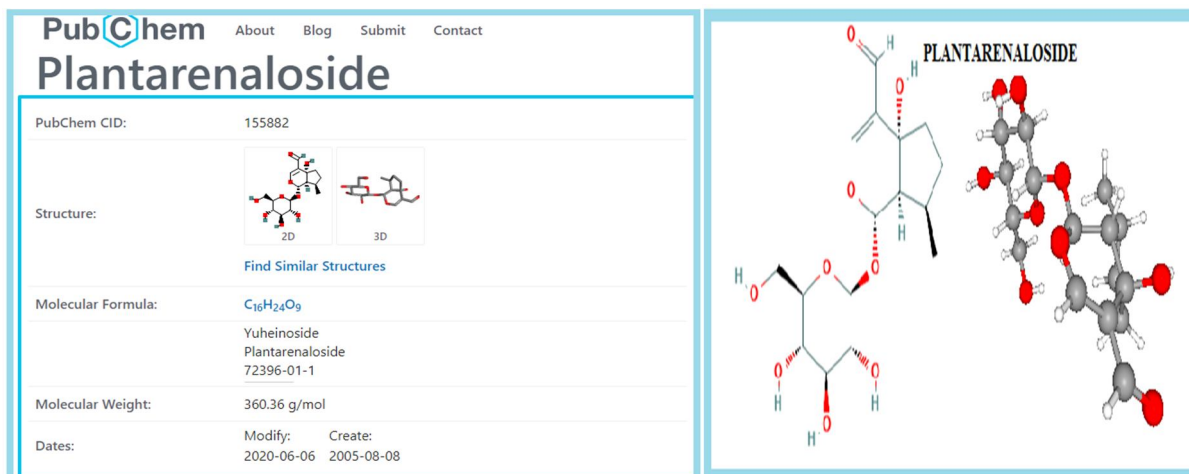 PubChem
About Blog Submit Contact
Plantarenaloside
PubChem CID: 155882
Structure:
2D 3D
Find Similar Structures
Molecular Formula: C₁₆H₂₄O₉
Yuheinoside
Plantarenaloside
72396-01-1
Molecular Weight: 360.36 g/mol
Dates:
Modify: Create:
2020-06-06 2005-08-08
PLANTARENALOSIDE
O
H
H
O
O
H
O
O
H
O
O
O
O
H
H
H
O
H